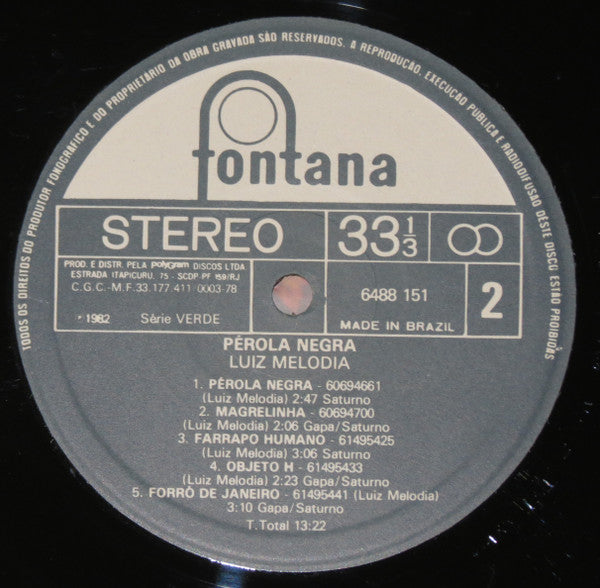 TODOS OS DIREITOS DO PRODUTOR FONOGRÁFICO E DO PROPRIETÁRIO DA OBRA GRAVADA SÃO RESERVADOS. A REPRODUÇÃO, EXECUÇÃO PÚBLICA E RADIODIFUSÃO DÊSTE DISCO ESTÃO PROIBIDAS
fontana
STEREO 33 1/3
PROD. E DISTR. PELA polyGram DISCOS LTDA
ESTRADA ITAPICURU, 75 - SCDP PF 159/RJ
C.G.C.-M.F.33.177.411-0003-78
℗ 1982 Série VERDE
6488 151
MADE IN BRAZIL
2
PÉROLA NEGRA
LUIZ MELODIA
1. PÉROLA NEGRA - 60694661
(Luiz Melodia) 2:47 Saturno
2. MAGRELINHA - 60694700
(Luiz Melodia) 2:06 Gapa/Saturno
3. FARRAPO HUMANO - 61495425
(Luiz Melodia) 3:06 Saturno
4. OBJETO H - 61495433
(Luiz Melodia) 2:23 Gapa/Saturno
5. FORRÒ DE JANEIRO - 61495441 (Luiz Melodia)
3:10 Gapa/Saturno
T.Total 13:22